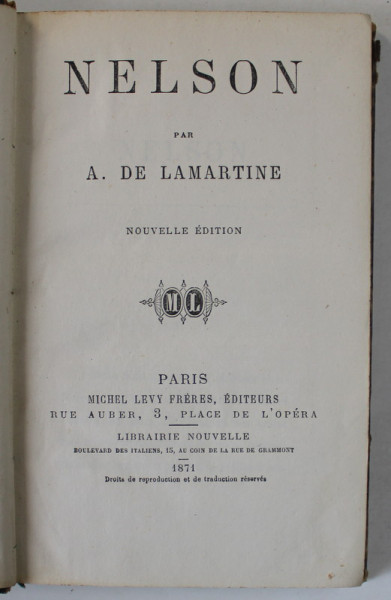 NELSON
PAR
A. DE LAMARTINE
NOUVELLE ÉDITION
ML
PARIS
MICHEL LEVY FRÈRES, ÉDITEURS
RUE AUBER, 3, PLACE DE L'OPÉRA
LIBRAIRIE NOUVELLE
BOULEVARD DES ITALIENS, 15, AU COIN DE LA RUE DE GRAMMONT
1871
Droits de reproduction et de traduction réservés